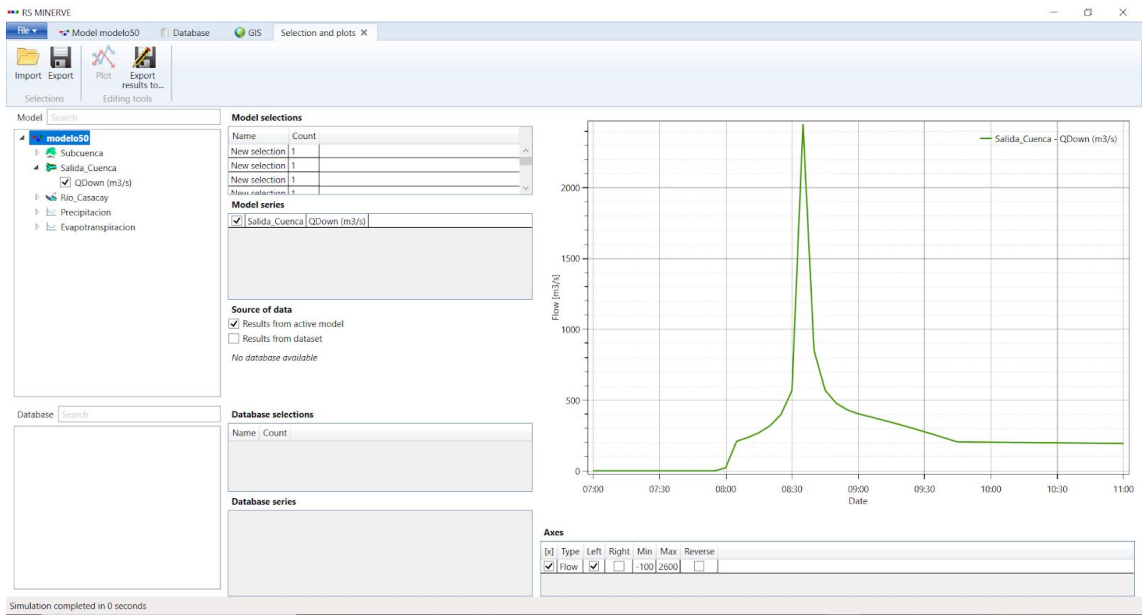 RS MINERVE
File
Model modelo50
Database
GIS
Selection and plots
Import
Export
Plot
Export
results to...
Selections
Editing tools
Model
Search
modelo50
Subcuenca
Salida_Cuenca
QDown (m3/s)
Rio_Casacay
Precipitacion
Evapotranspiracion
Model selections
Name Count
New selection 1
New selection 1
New selection 1
New selection 1
Model series
Salida_Cuenca QDown (m3/s)
Source of data
Results from active model
Results from dataset
No database available
Database
Search
Database selections
Name Count
Database series
Salida_Cuenca - QDown (m3/s)
Flow [m3/s]
2000
1500
1000
500
0
07:00 07:30 08:00 08:30 09:00 09:30 10:00 10:30 11:00
Date
Axes
[x] Type Left Right Min Max Reverse
Flow -100 2600
Simulation completed in 0 seconds